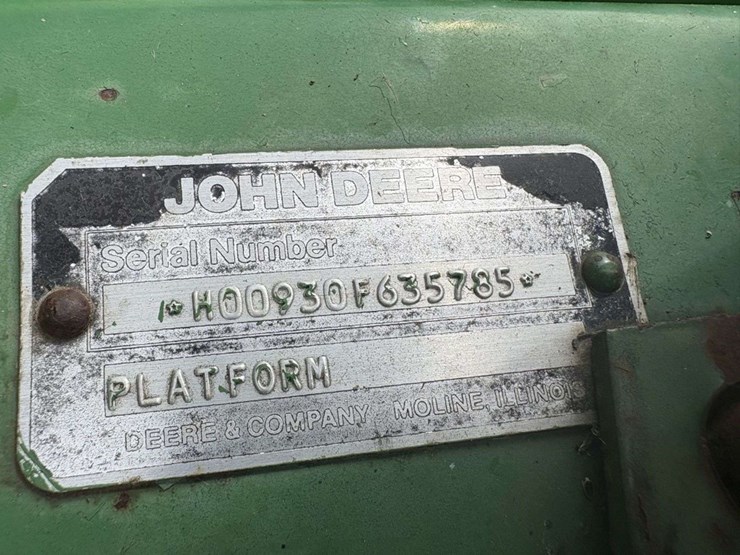 JOHN DEERE
Serial Number
*H00930F635785*
PLATFORM
DEERE & COMPANY MOLINE, ILLINOIS